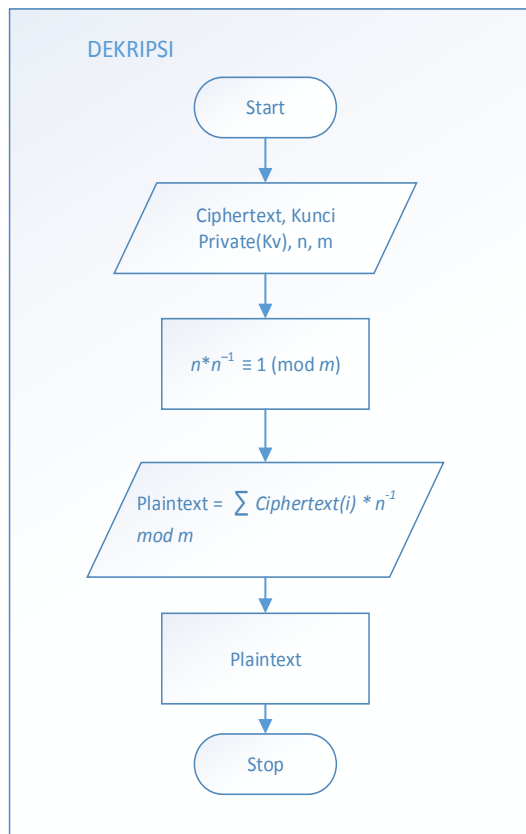 DEKRIPSI
Start
Ciphertext, Kunci
Private(Kv), n, m
n*n⁻¹ ≡ 1 (mod m)
Plaintext = ∑ Ciphertext(i) * n⁻¹
mod m
Plaintext
Stop